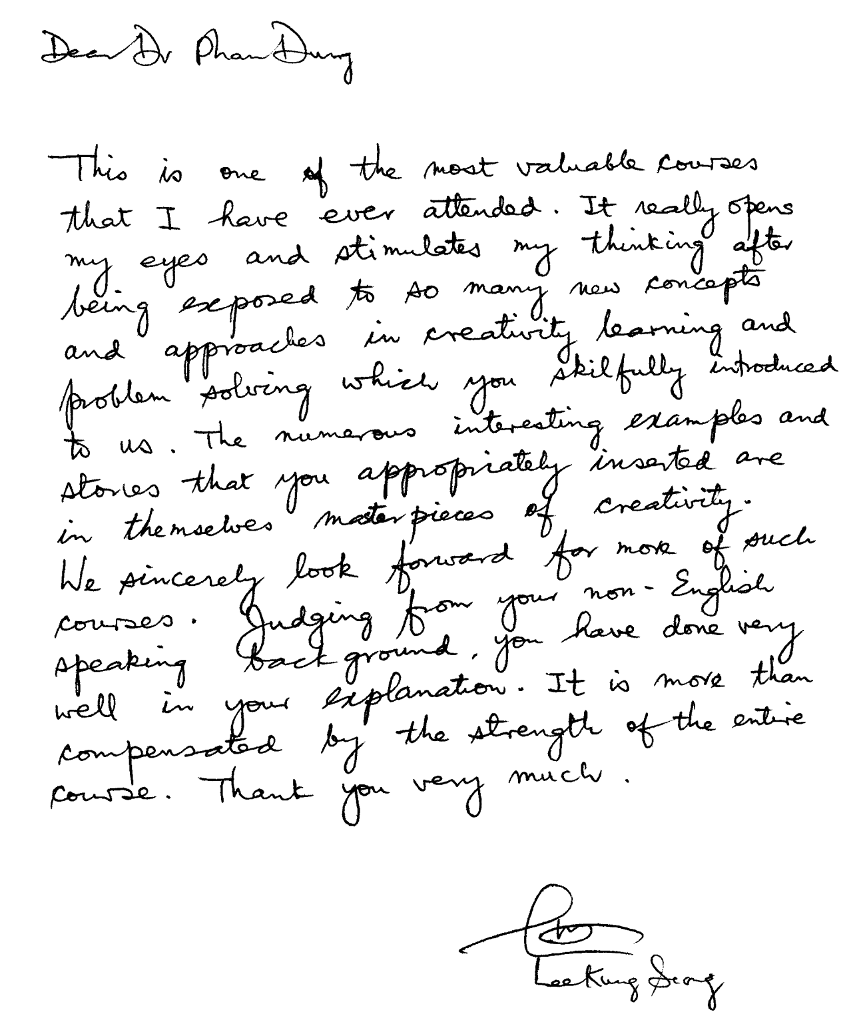 Dear Dr Phan Dung
This is one of the most valuable courses
that I have ever attended. It really opens
my eyes and stimulates my thinking after
being exposed to so many new concepts
and approaches in creativity learning and
problem solving which you skilfully introduced
to us. The numerous interesting examples and
stories that you appropriately inserted are
in themselves masterpieces of creativity.
We sincerely look forward for more of such
courses. Judging from your non-English
speaking background, you have done very
well in your explanation. It is more than
compensated by the strength of the entire
course. Thank you very much.
Lee Kung Seong